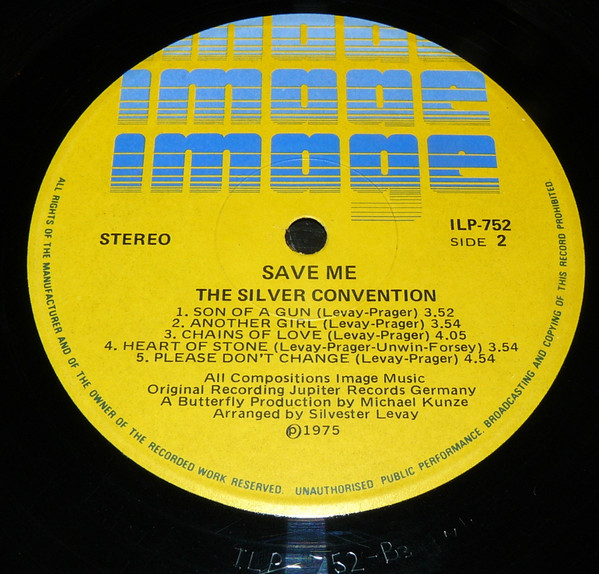 image
image
image
STEREO
ILP-752
SIDE 2
SAVE ME
THE SILVER CONVENTION
1. SON OF A GUN (Levay-Prager) 3.52
2. ANOTHER GIRL (Levay-Prager) 3.54
3. CHAINS OF LOVE (Levay-Prager) 4.05
4. HEART OF STONE (Levay-Prager-Unwin-Forsey) 3.54
5. PLEASE DON'T CHANGE (Levay-Prager) 4.54
All Compositions Image Music
Original Recording Jupiter Records Germany
A Butterfly Production by Michael Kunze
Arranged by Silvester Levay
℗1975
ALL RIGHTS OF THE MANUFACTURER AND OF THE OWNER OF THE RECORDED WORK RESERVED. UNAUTHORISED PUBLIC PERFORMANCE, BROADCASTING AND COPYING OF THIS RECORD PROHIBITED.